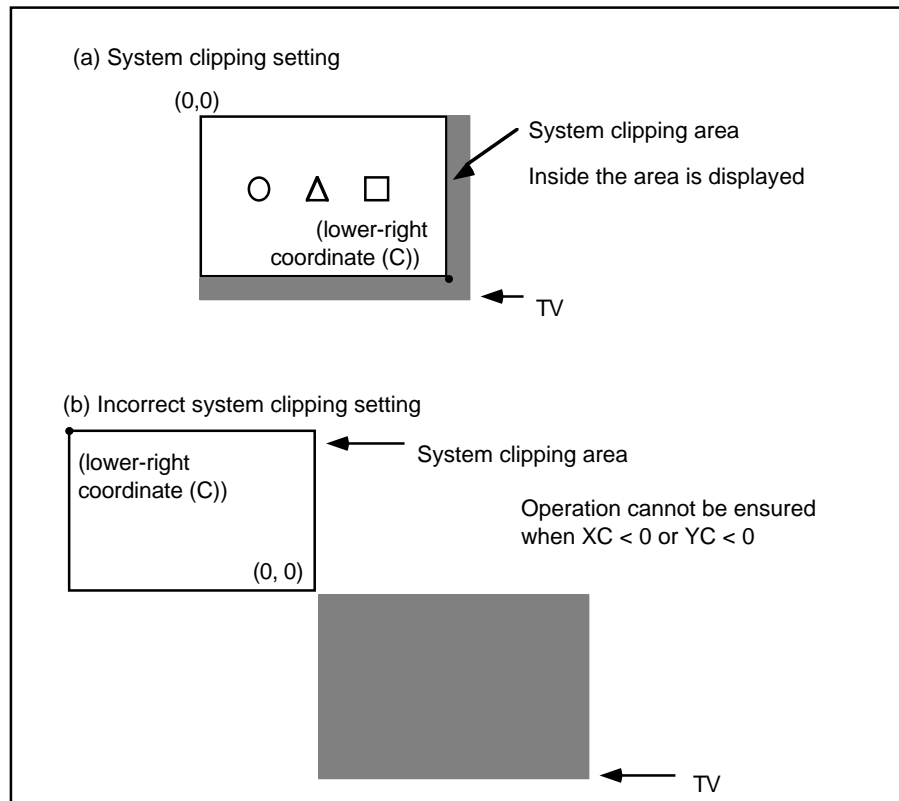 (a) System clipping setting
(0,0)
System clipping area
Inside the area is displayed
(lower-right
coordinate (C))
TV
(b) Incorrect system clipping setting
System clipping area
(lower-right
coordinate (C))
Operation cannot be ensured
when XC < 0 or YC < 0
(0, 0)
TV